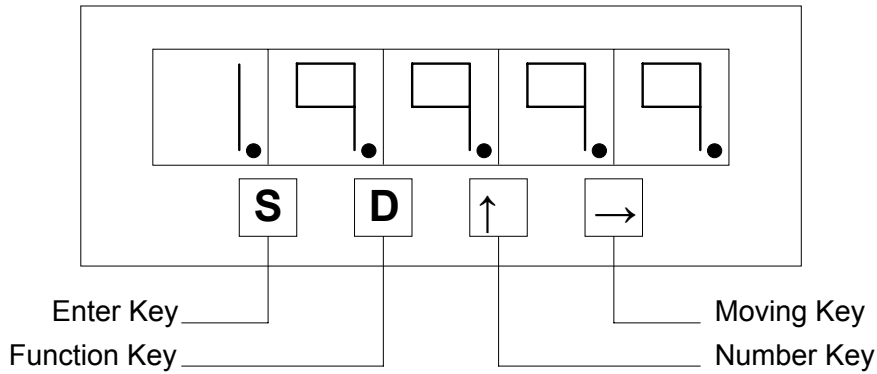 1.9.9.9.9.
S D ↑ →
Enter Key Moving Key
Function Key Number Key